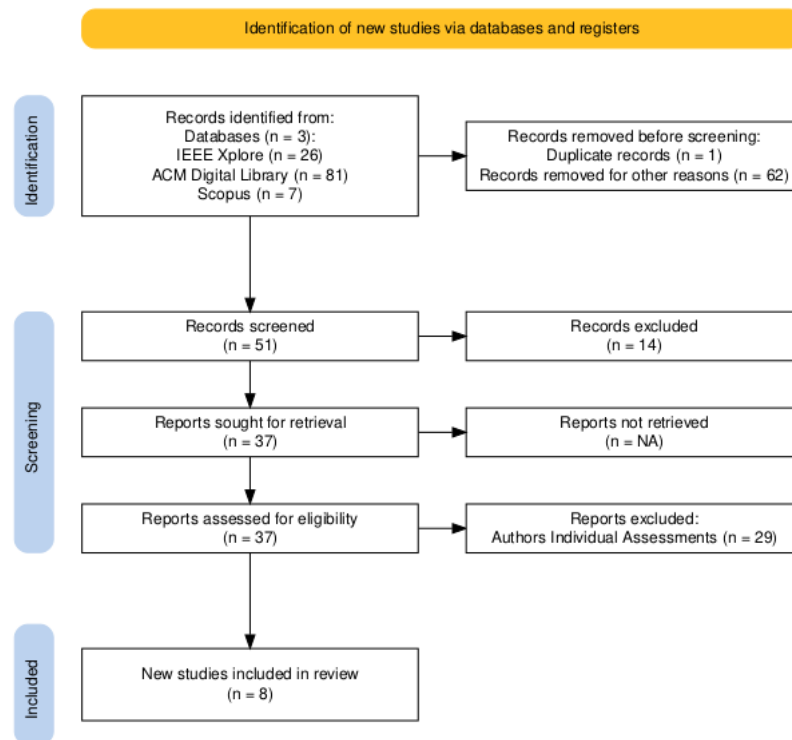 Identification of new studies via databases and registers
Identification
Records identified from:
Databases (n = 3):
IEEE Xplore (n = 26)
ACM Digital Library (n = 81)
Scopus (n = 7)
Records removed before screening:
Duplicate records (n = 1)
Records removed for other reasons (n = 62)
Screening
Records screened
(n = 51)
Records excluded
(n = 14)
Reports sought for retrieval
(n = 37)
Reports not retrieved
(n = NA)
Reports assessed for eligibility
(n = 37)
Reports excluded:
Authors Individual Assessments (n = 29)
Included
New studies included in review
(n = 8)